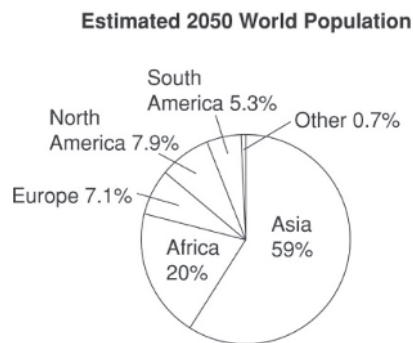 Estimated 2050 World Population
South
America 5.3%
Other 0.7%
North
America 7.9%
Europe 7.1%
Asia
59%
Africa
20%